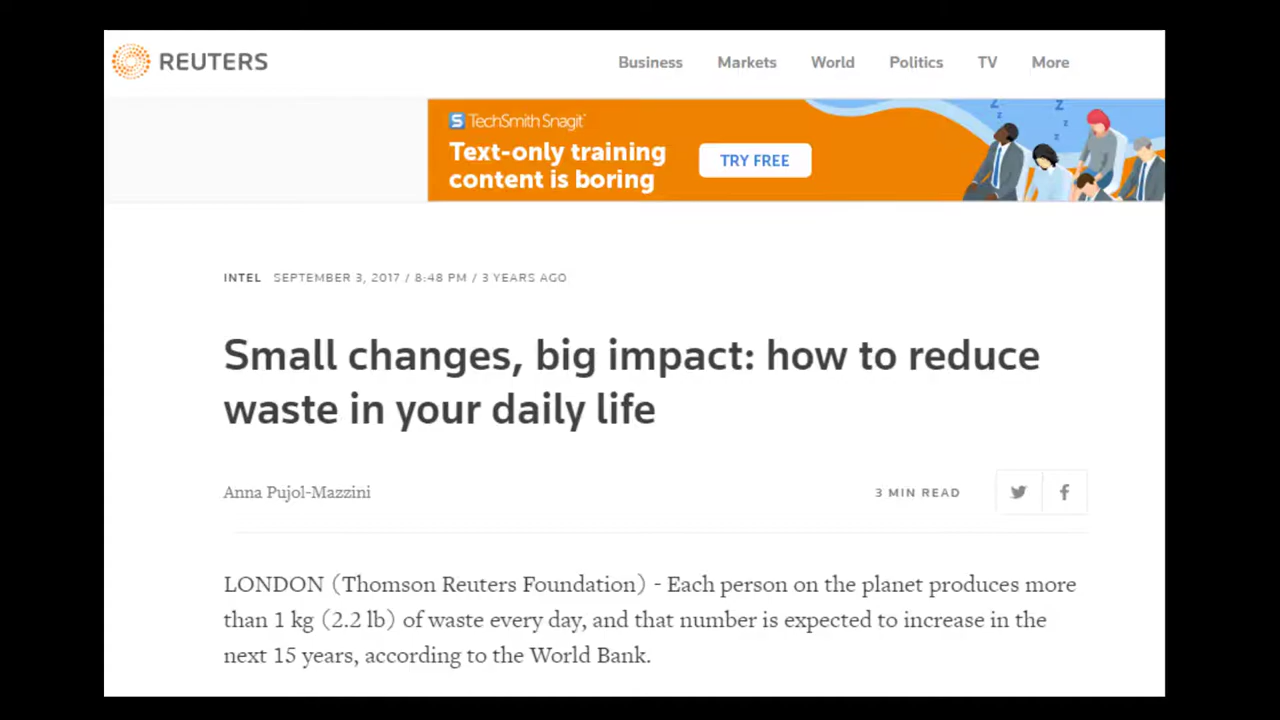 REUTERS
Business Markets World Politics TV More
S TechSmith Snagit
Text-only training
content is boring
TRY FREE
z
z
z
z
z
INTEL SEPTEMBER 3, 2017 / 8:48 PM / 3 YEARS AGO
Small changes, big impact: how to reduce
waste in your daily life
Anna Pujol-Mazzini
3 MIN READ
LONDON (Thomson Reuters Foundation) - Each person on the planet produces more
than 1 kg (2.2 lb) of waste every day, and that number is expected to increase in the
next 15 years, according to the World Bank.